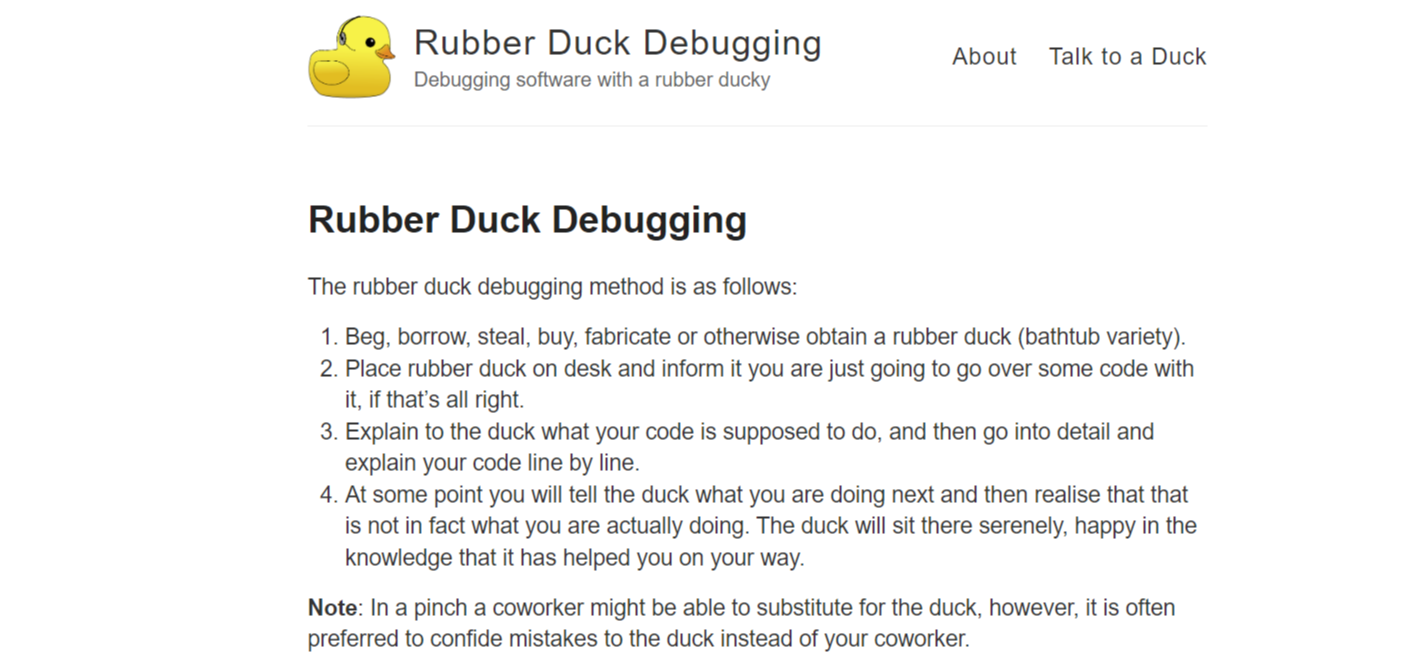 Rubber Duck Debugging
Debugging software with a rubber ducky
About Talk to a Duck
Rubber Duck Debugging
The rubber duck debugging method is as follows:
1. Beg, borrow, steal, buy, fabricate or otherwise obtain a rubber duck (bathtub variety).
2. Place rubber duck on desk and inform it you are just going to go over some code with
it, if that’s all right.
3. Explain to the duck what your code is supposed to do, and then go into detail and
explain your code line by line.
4. At some point you will tell the duck what you are doing next and then realise that that
is not in fact what you are actually doing. The duck will sit there serenely, happy in the
knowledge that it has helped you on your way.
Note: In a pinch a coworker might be able to substitute for the duck, however, it is often
preferred to confide mistakes to the duck instead of your coworker.